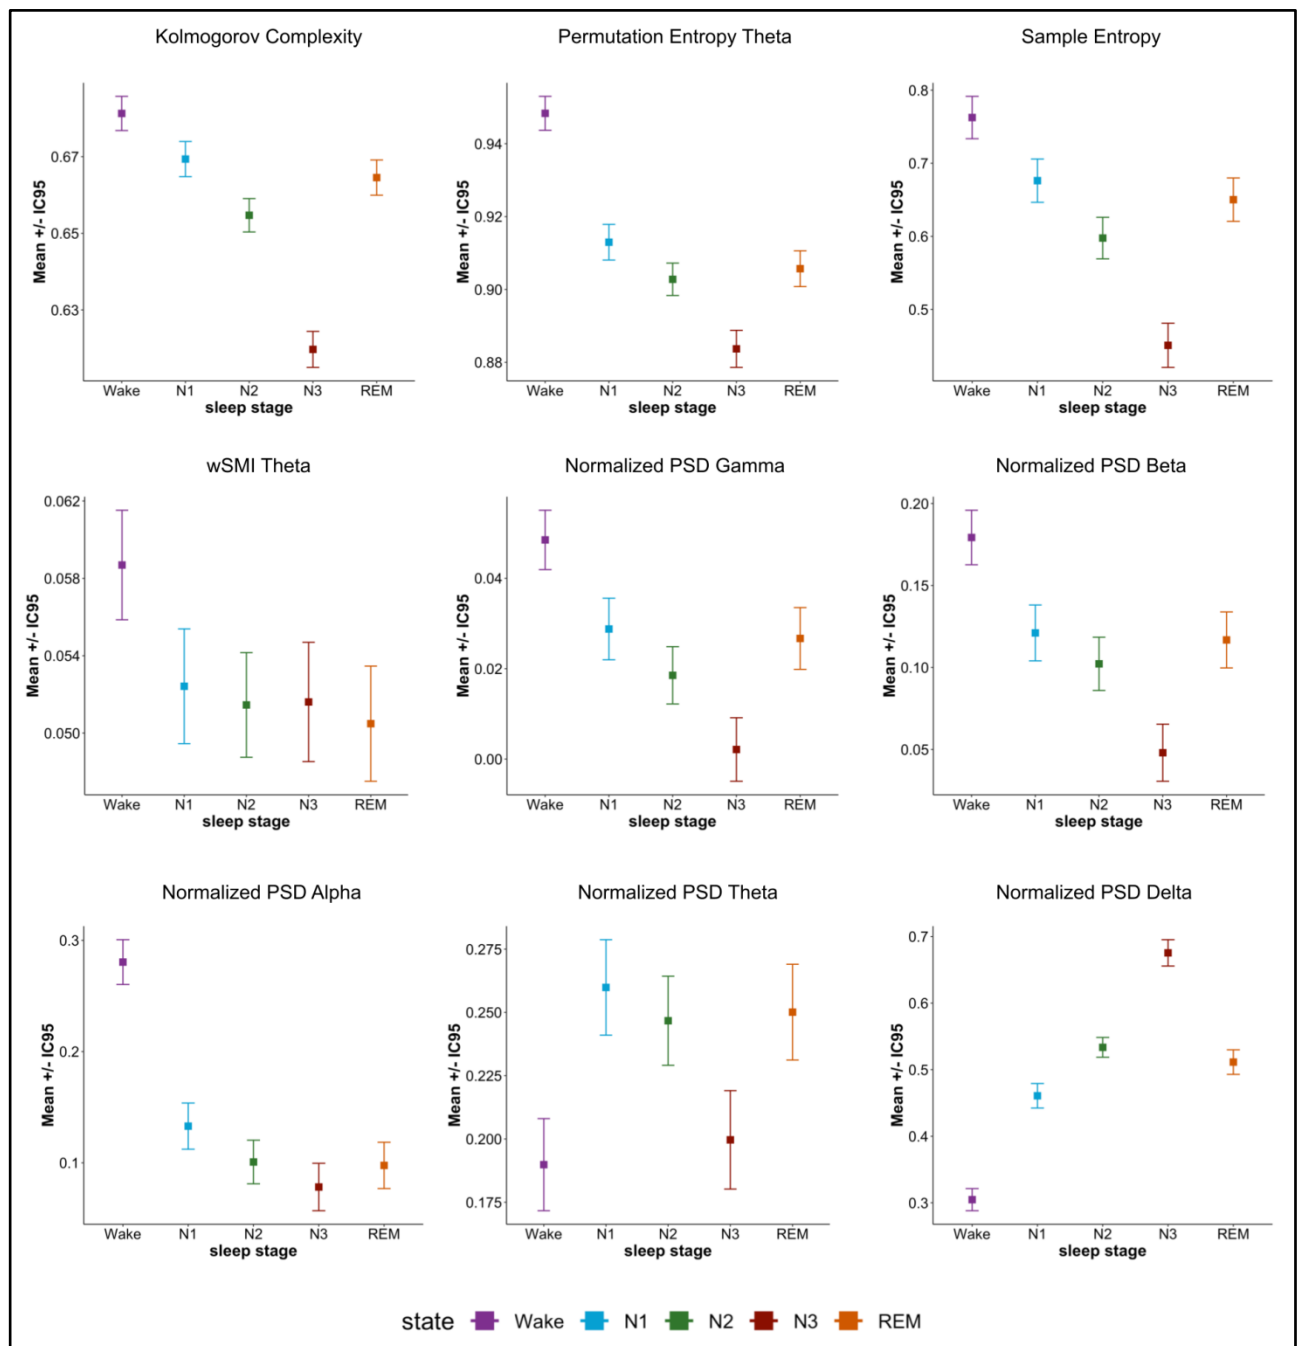 Kolmogorov Complexity
Mean +/- IC95
0.67
0.65
0.63
Wake N1 N2 N3 REM
sleep stage
Permutation Entropy Theta
Mean +/- IC95
0.94
0.92
0.90
0.88
Wake N1 N2 N3 REM
sleep stage
Sample Entropy
Mean +/- IC95
0.8
0.7
0.6
0.5
Wake N1 N2 N3 REM
sleep stage
wSMI Theta
Mean +/- IC95
0.062
0.058
0.054
0.050
Wake N1 N2 N3 REM
sleep stage
Normalized PSD Gamma
Mean +/- IC95
0.04
0.02
0.00
Wake N1 N2 N3 REM
sleep stage
Normalized PSD Beta
Mean +/- IC95
0.20
0.15
0.10
0.05
Wake N1 N2 N3 REM
sleep stage
Normalized PSD Alpha
Mean +/- IC95
0.3
0.2
0.1
Wake N1 N2 N3 REM
sleep stage
Normalized PSD Theta
Mean +/- IC95
0.275
0.250
0.225
0.200
0.175
Wake N1 N2 N3 REM
sleep stage
Normalized PSD Delta
Mean +/- IC95
0.7
0.6
0.5
0.4
0.3
Wake N1 N2 N3 REM
sleep stage
state Wake N1 N2 N3 REM